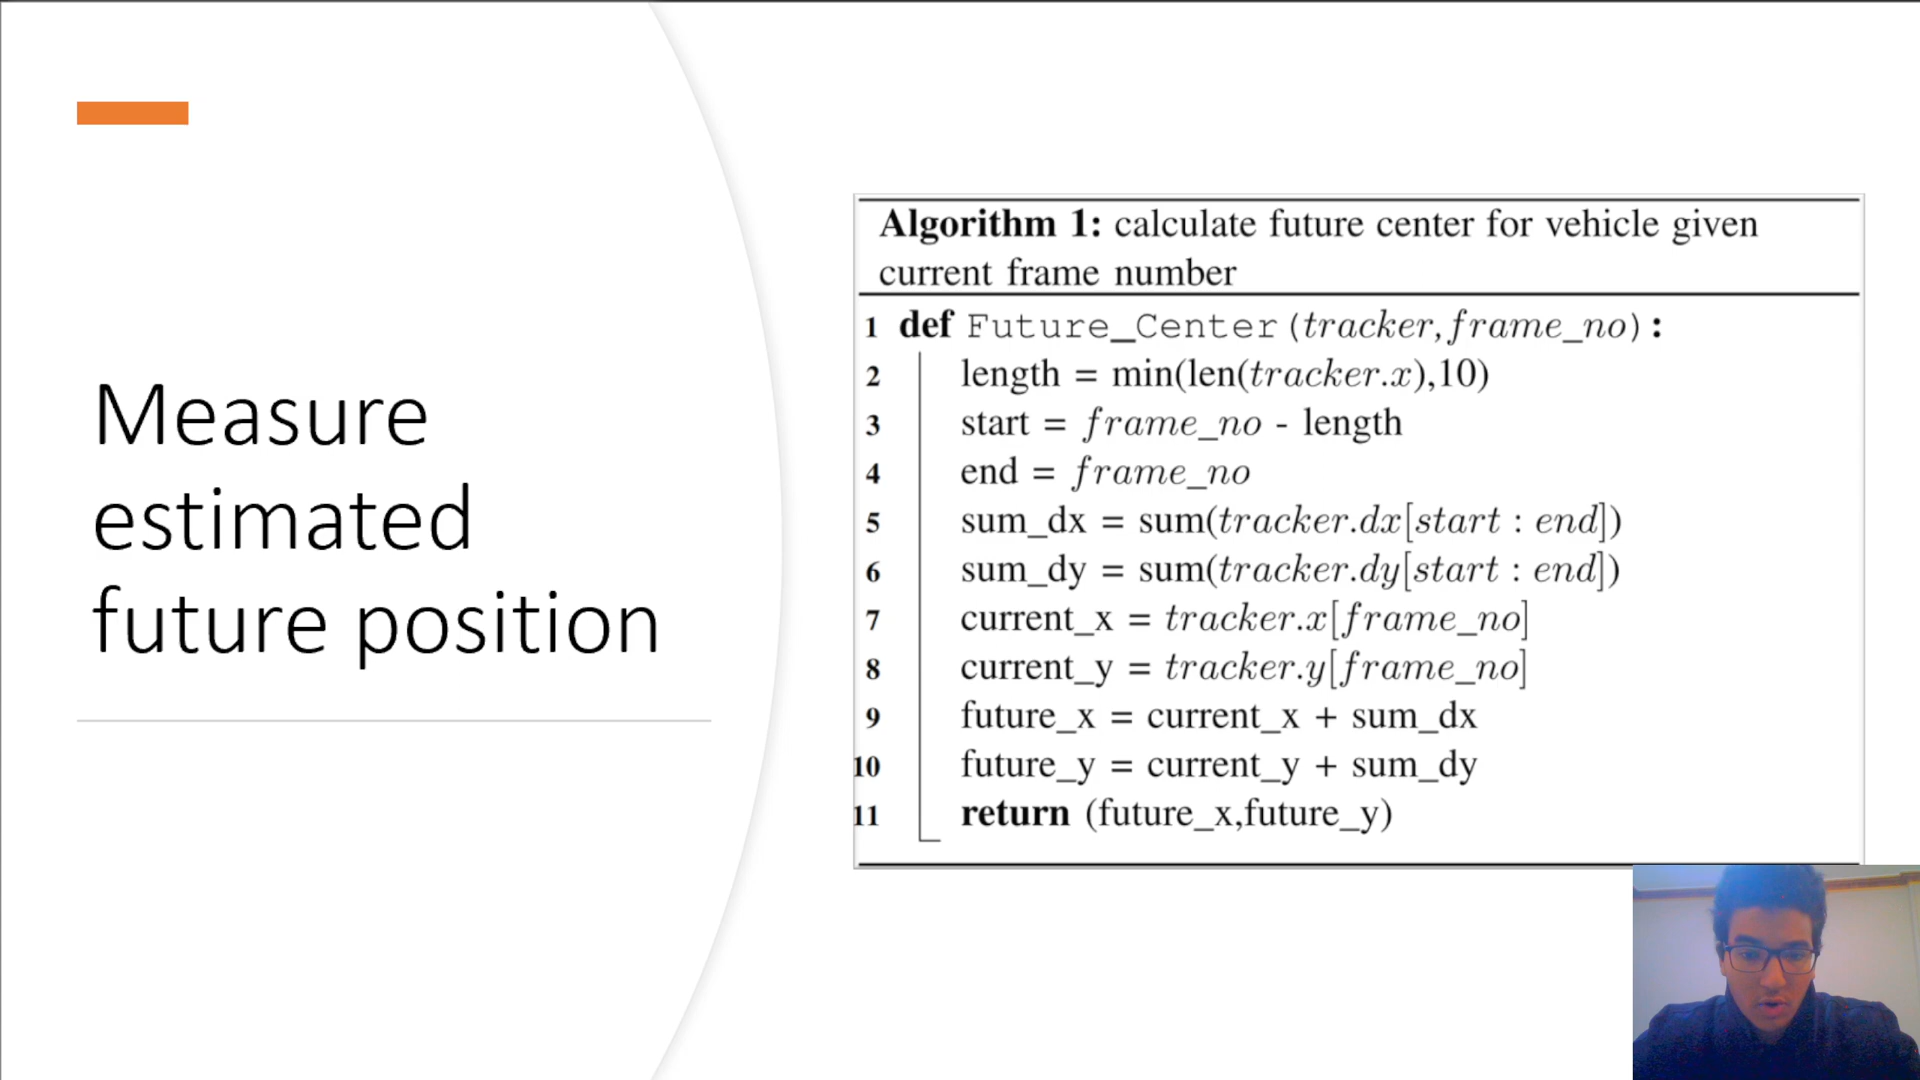 Measure
estimated
future position
Algorithm 1: calculate future center for vehicle given
current frame number
1 def Future_Center(tracker,frame_no):
2 length = min(len(tracker.x),10)
3 start = frame_no - length
4 end = frame_no
5 sum_dx = sum(tracker.dx[start : end])
6 sum_dy = sum(tracker.dy[start : end])
7 current_x = tracker.x[frame_no]
8 current_y = tracker.y[frame_no]
9 future_x = current_x + sum_dx
10 future_y = current_y + sum_dy
11 return (future_x,future_y)